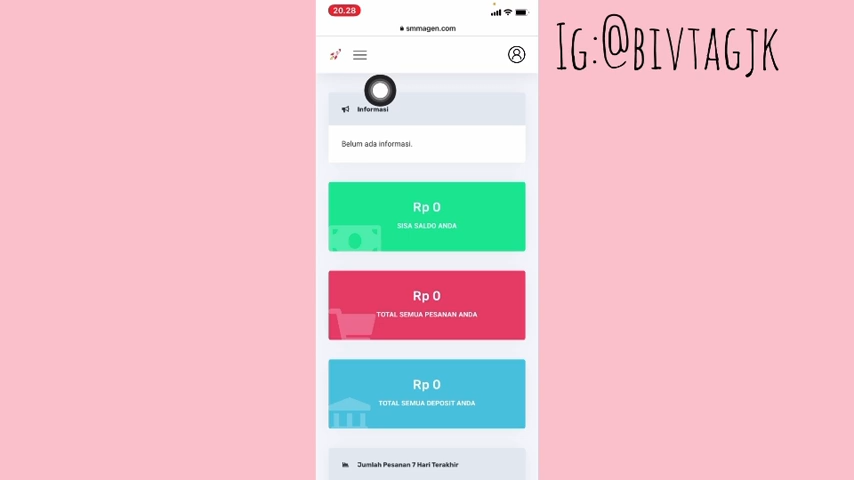 20.28
smmagen.com
IG:@BIVTAGJK
Informasi
Belum ada informasi.
Rp 0
SISA SALDO ANDA
Rp 0
TOTAL SEMUA PESANAN ANDA
Rp 0
TOTAL SEMUA DEPOSIT ANDA
Jumlah Pesanan 7 Hari Terakhir